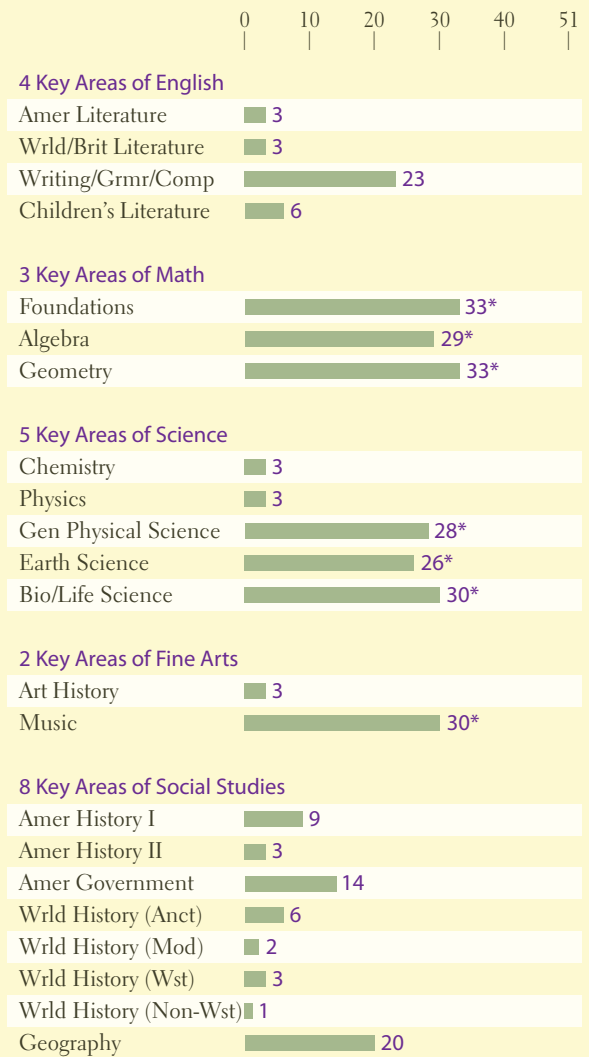 0 10 20 30 40 51
4 Key Areas of English
Amer Literature 3
Wrld/Brit Literature 3
Writing/Grmr/Comp 23
Children’s Literature 6
3 Key Areas of Math
Foundations 33*
Algebra 29*
Geometry 33*
5 Key Areas of Science
Chemistry 3
Physics 3
Gen Physical Science 28*
Earth Science 26*
Bio/Life Science 30*
2 Key Areas of Fine Arts
Art History 3
Music 30*
8 Key Areas of Social Studies
Amer History I 9
Amer History II 3
Amer Government 14
Wrld History (Anct) 6
Wrld History (Mod) 2
Wrld History (Wst) 3
Wrld History (Non-Wst) 1
Geography 20